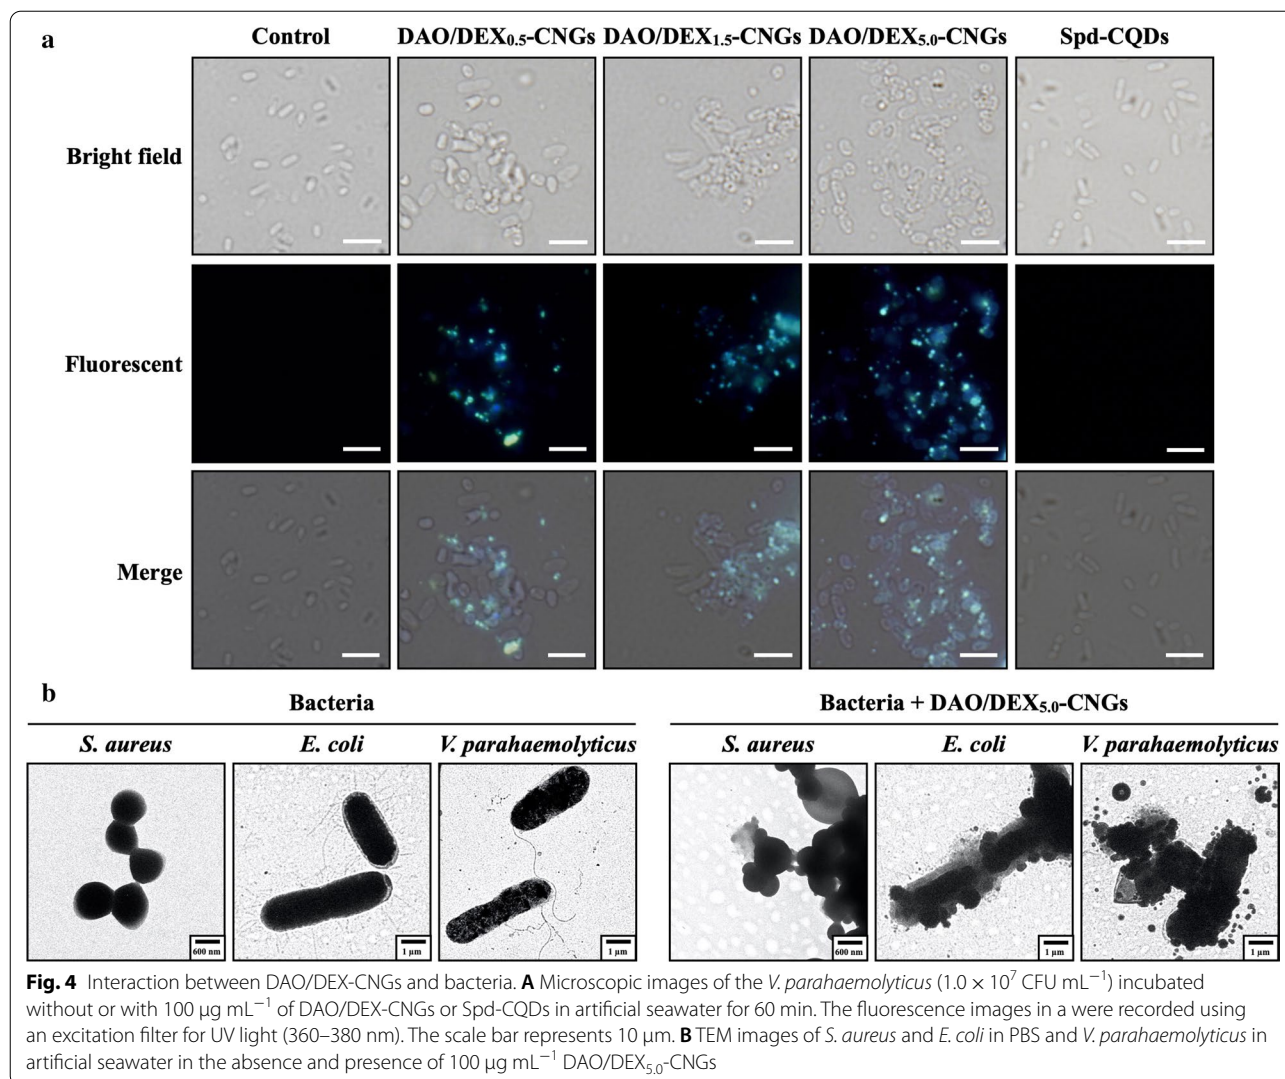 a
Control DAO/DEX0.5-CNGs DAO/DEX1.5-CNGs DAO/DEX5.0-CNGs Spd-CQDs
Bright field
Fluorescent
Merge
b
Bacteria Bacteria + DAO/DEX5.0-CNGs
S. aureus E. coli V. parahaemolyticus S. aureus E. coli V. parahaemolyticus
600 nm 1 µm 1 µm 600 nm 1 µm 1 µm
Fig. 4 Interaction between DAO/DEX-CNGs and bacteria. A Microscopic images of the V. parahaemolyticus (1.0 × 10⁷ CFU mL⁻¹) incubated
without or with 100 µg mL⁻¹ of DAO/DEX-CNGs or Spd-CQDs in artificial seawater for 60 min. The fluorescence images in a were recorded using
an excitation filter for UV light (360–380 nm). The scale bar represents 10 µm. B TEM images of S. aureus and E. coli in PBS and V. parahaemolyticus in
artificial seawater in the absence and presence of 100 µg mL⁻¹ DAO/DEX5.0-CNGs